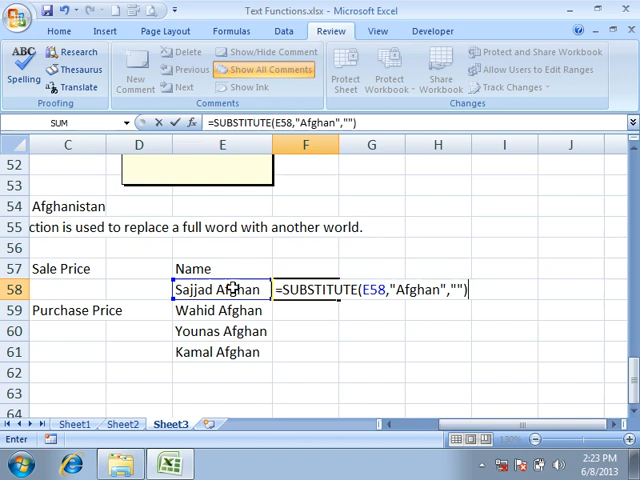 Text Functions.xlsx - Microsoft Excel
Home Insert Page Layout Formulas Data Review View
ABC
Spelling
Research
Thesaurus
Translate
Proofing
New Comment
Delete
Previous
Next
Show/Hide Comment
Show All Comments
Show Ink
Comments
Protect Sheet
Protect Workbook
Share Workbook
Protect and Share Workbook
Allow Users to Edit Ranges
Track Changes
Changes
SUM
=SUBSTITUTE(E58,"Afghan","")
C D E F G H I J
52
53
54 Afghanistan
55 ction is used to replace a full word with another world.
56
57 Sale Price Name
58 Sajjad Afghan =SUBSTITUTE(E58,"Afghan","")
59 Purchase Price Wahid Afghan
60 Younas Afghan
61 Kamal Afghan
62
63
64
Sheet1 Sheet2 Sheet3
Enter 130%
2:23 PM
6/8/2013